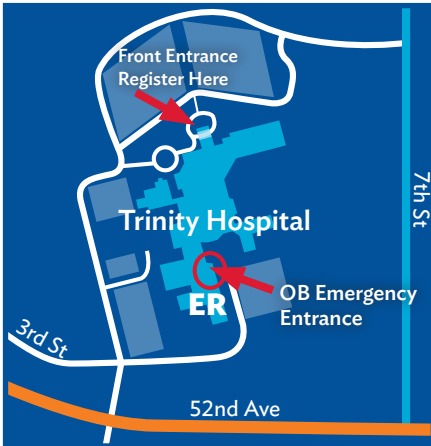 Front Entrance
Register Here
7th St
Trinity Hospital
OB Emergency
Entrance
ER
3rd St
52nd Ave